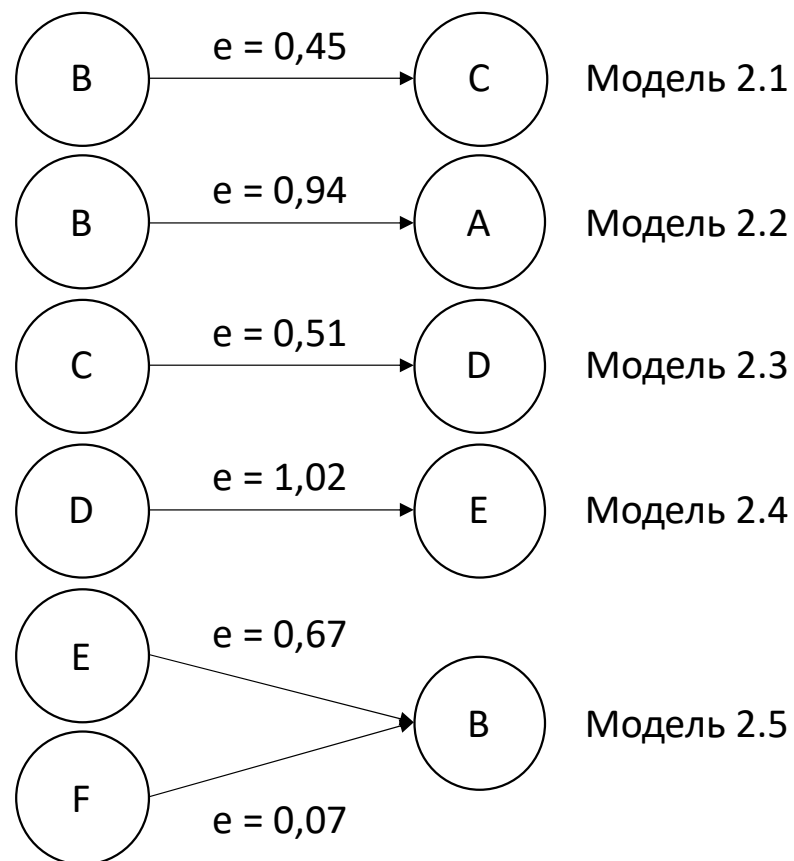 e = 0,45
B C Модель 2.1
e = 0,94
B A Модель 2.2
e = 0,51
C D Модель 2.3
e = 1,02
D E Модель 2.4
e = 0,67
E
B Модель 2.5
F
e = 0,07